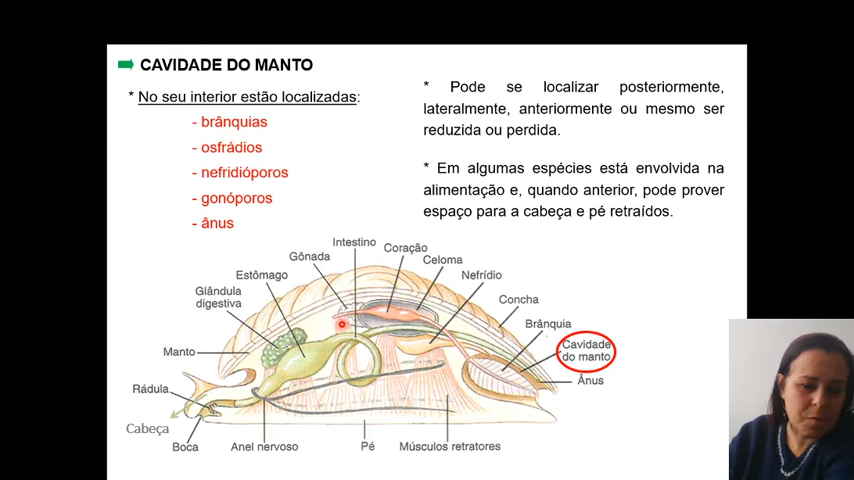 CAVIDADE DO MANTO
* No seu interior estão localizadas:
- brânquias
- osfrádios
- nefridióporos
- gonóporos
- ânus
* Pode se localizar posteriormente,
lateralmente, anteriormente ou mesmo ser
reduzida ou perdida.
* Em algumas espécies está envolvida na
alimentação e, quando anterior, pode prover
espaço para a cabeça e pé retraídos.
Intestino
Coração
Gônada
Celoma
Estômago
Nefrídio
Glândula
digestiva
Concha
Brânquia
Manto
Cavidade
do manto
Ânus
Rádula
Cabeça
Boca
Anel nervoso
Pé
Músculos retratores